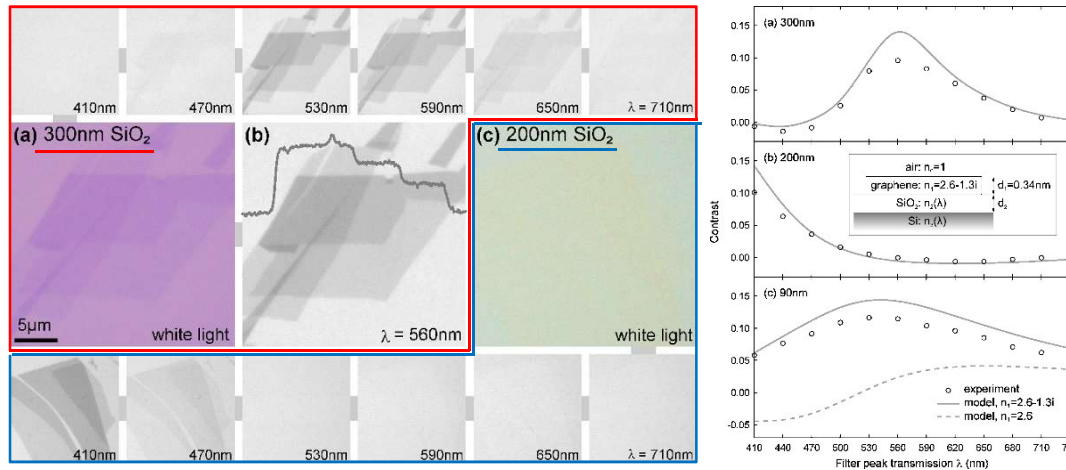 410nm
470nm
530nm
590nm
650nm
λ = 710nm
(a) 300nm SiO₂
5μm
white light
(b)
λ = 560nm
(c) 200nm SiO₂
white light
410nm
470nm
530nm
590nm
650nm
710nm
Contrast
(a) 300nm
0.15
0.10
0.05
0.00
(b) 200nm
0.15
0.10
0.05
0.00
air: n₀=1
graphene: n₁=2.6-1.3i
d₁=0.34nm
SiO₂: n₂(λ)
d₂
Si: n₃(λ)
(c) 90nm
0.15
0.10
0.05
0.00
-0.05
experiment
model, n₁=2.6-1.3i
model, n₁=2.6
410 440 470 500 530 560 590 620 650 680 710
Filter peak transmission λ (nm)